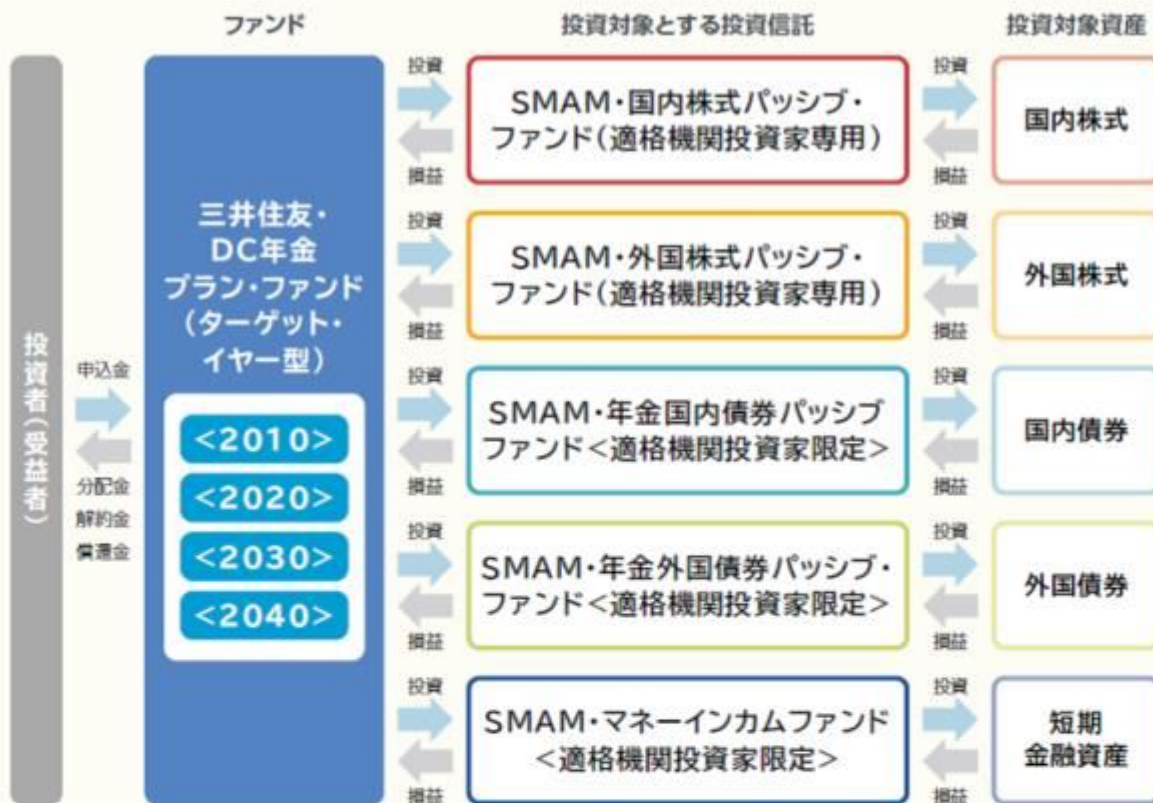 ファンド
投資対象とする投資信託
投資対象資産
投資者(受益者)
申込金
分配金
解約金
償還金
三井住友・
DC年金
プラン・ファンド
(ターゲット・
イヤー型)
<2010>
<2020>
<2030>
<2040>
投資
損益
SMAM・国内株式パッシブ・
ファンド(適格機関投資家専用)
投資
損益
国内株式
投資
損益
SMAM・外国株式パッシブ・
ファンド(適格機関投資家専用)
投資
損益
外国株式
投資
損益
SMAM・年金国内債券パッシブ
ファンド<適格機関投資家限定>
投資
損益
国内債券
投資
損益
SMAM・年金外国債券パッシブ・
ファンド<適格機関投資家限定>
投資
損益
外国債券
投資
損益
SMAM・マネーインカムファンド
<適格機関投資家限定>
投資
損益
短期
金融資産